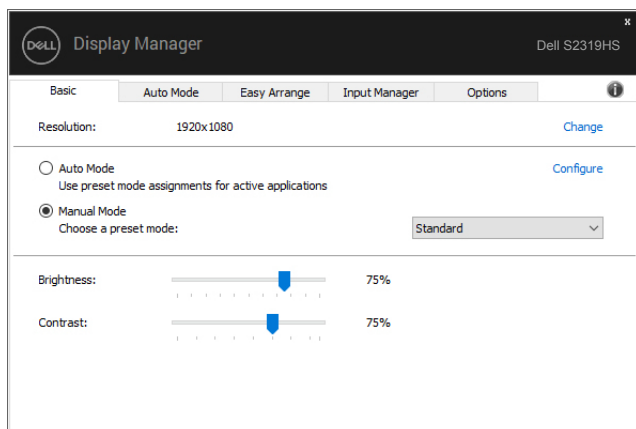 x
DELL Display Manager Dell S2319HS
Basic Auto Mode Easy Arrange Input Manager Options i
Resolution: 1920x1080 Change
Auto Mode Configure
Use preset mode assignments for active applications
Manual Mode
Choose a preset mode: Standard
Brightness: 75%
Contrast: 75%